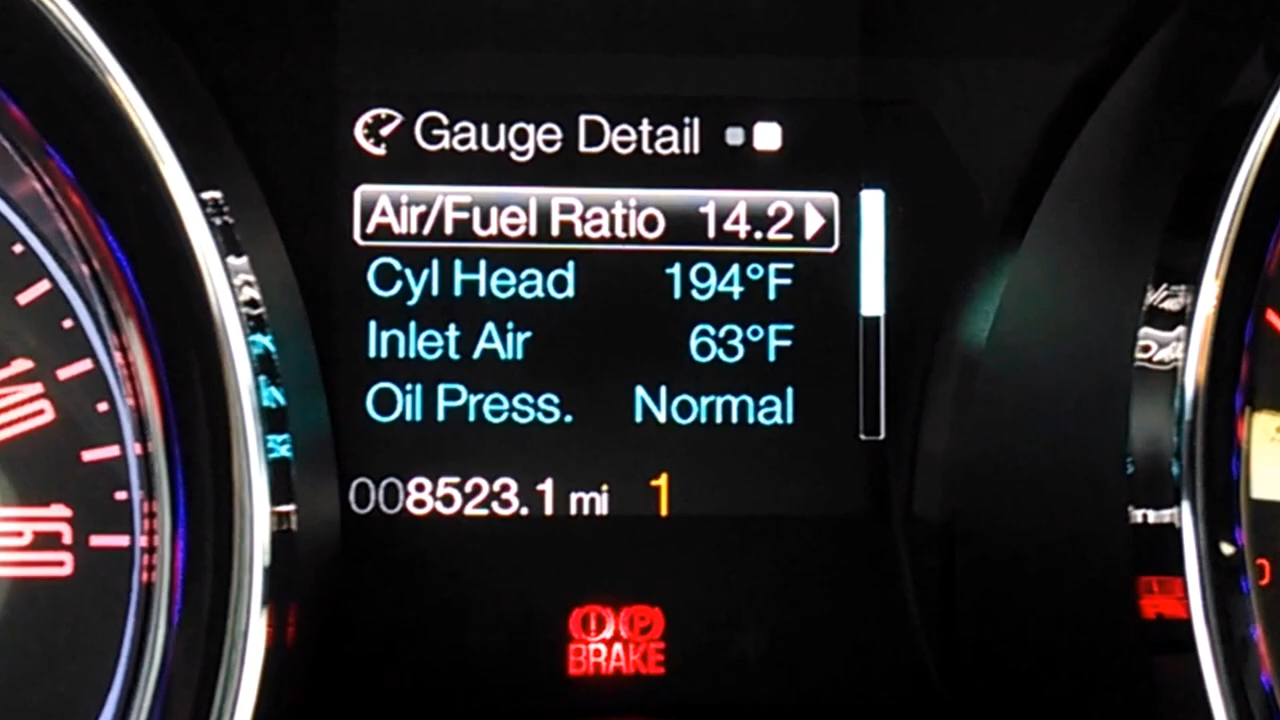 Gauge Detail
Air/Fuel Ratio 14.2
Cyl Head 194°F
Inlet Air 63°F
Oil Press. Normal
008523.1 mi 1
! P
BRAKE
140
160